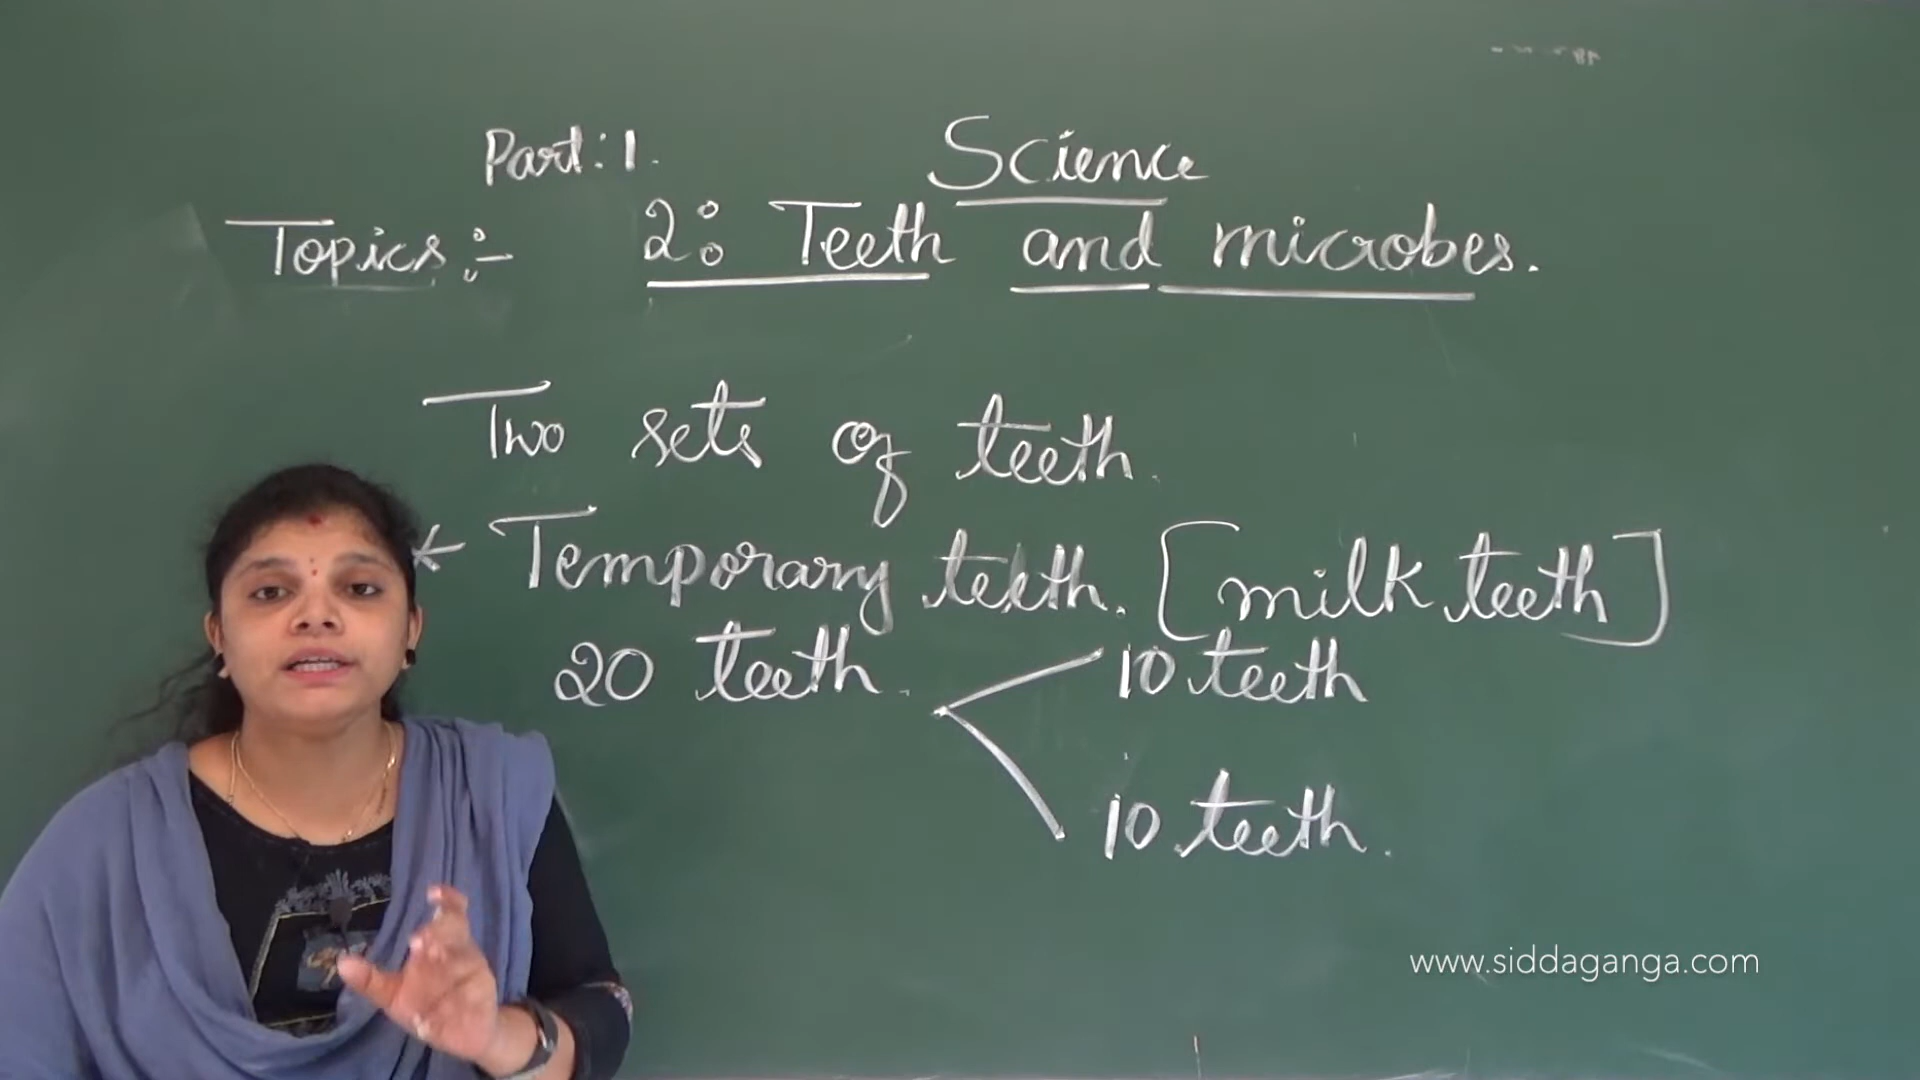 Part:1.
Science
Topics:-
2: Teeth and microbes.
Two sets of teeth.
* Temporary teeth. [milk teeth]
20 teeth.
10 teeth
10 teeth.
www.siddaganga.com